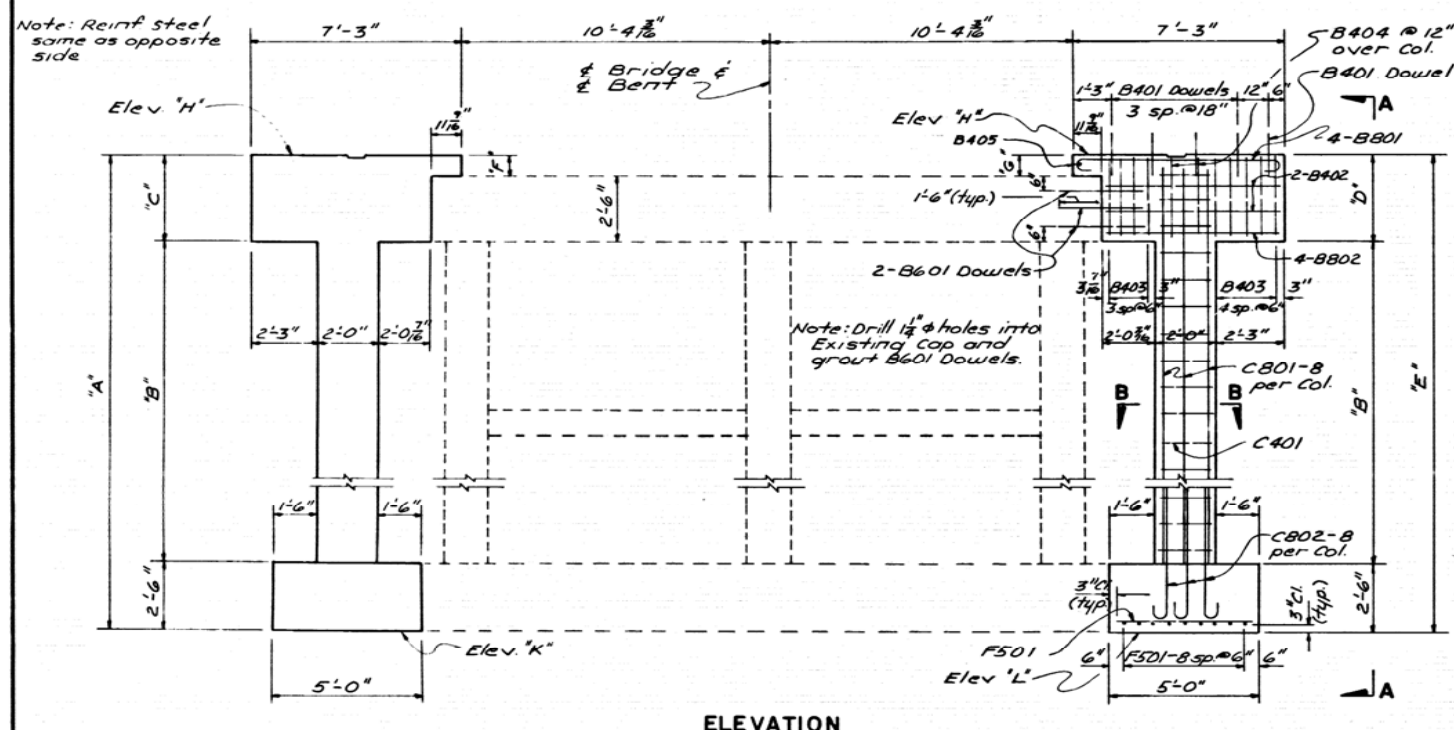 Note: Reinf Steel
same as opposite
side
7'-3"
10'-4 3/16"
10'-4 3/16"
7'-3"
B404 @ 12"
over Col.
B401 Dowel
℄ Bridge &
℄ Bent
Elev. "H"
11 9/16"
1'-3"
B401 Dowels
12"
6"
3 sp.@18"
A
Elev "H"
11 9/16"
B405
4-B801
"F"
"G"
6"
2-B402
"C"
2'-6"
1'-6" (typ.)
"D"
6"
2-B601 Dowels
4-B802
3 7/16"
B403
3"
B403
3"
3 sp@6"
4 sp.@6"
2'-3"
2'-0"
2'-0 7/16"
Note: Drill 1 1/4" ϕ holes into
Existing Cap and
grout B601 Dowels.
2'-0"
2'-3"
C801-8
per Col.
"A"
"B"
B
B
"B"
"E"
C401
1'-6"
1'-6"
1'-6"
1'-6"
C802-8
per Col.
2'-6"
3" Cl.
(typ.)
3" Cl.
(typ.)
2'-6"
Elev. "K"
F501
6"
F501-8 sp.@6"
6"
Elev "L"
5'-0"
5'-0"
A
ELEVATION